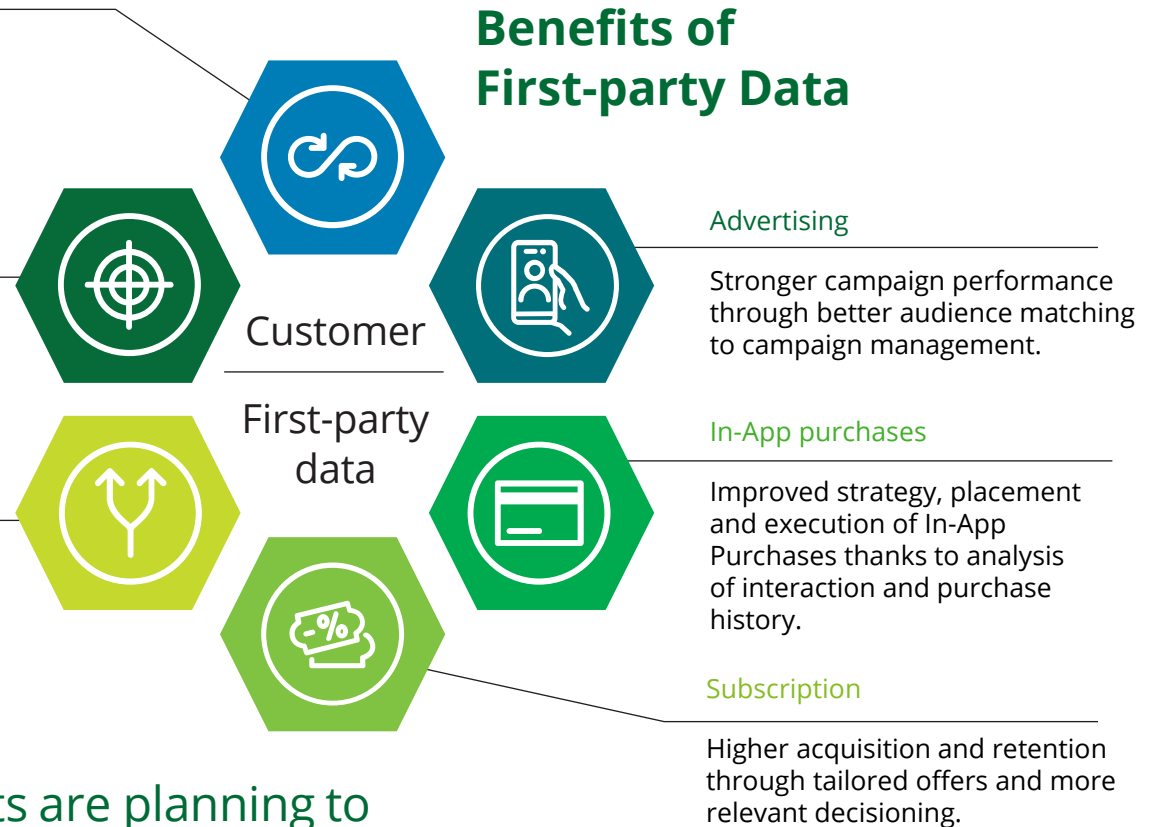 Benefits of
First-party Data
Customer
First-party
data
-%
Advertising
Stronger campaign performance
through better audience matching
to campaign management.
In-App purchases
Improved strategy, placement
and execution of In-App
Purchases thanks to analysis
of interaction and purchase
history.
Subscription
Higher acquisition and retention
through tailored offers and more
relevant decisioning.
ts are planning to